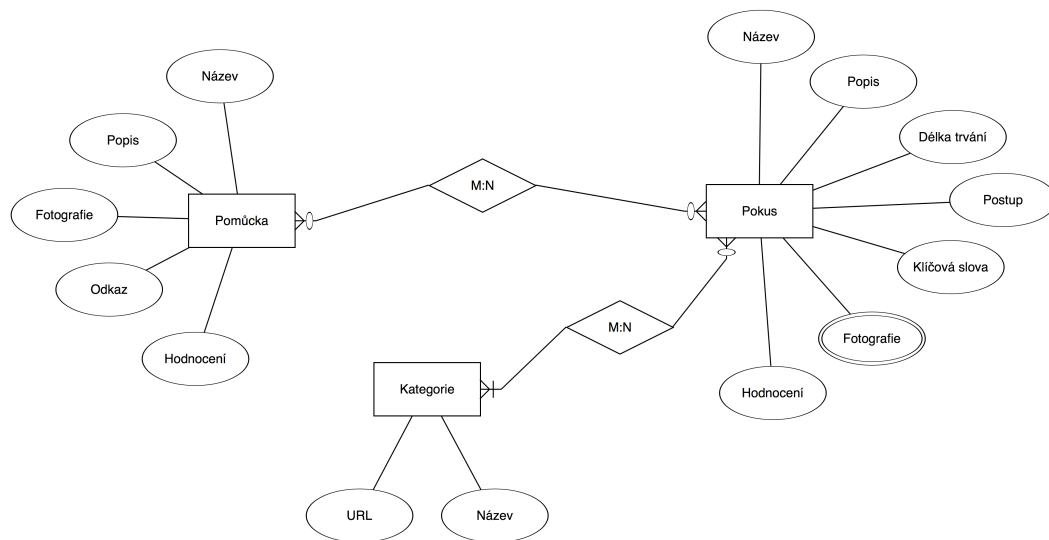 Název
Název
Popis
Popis
Délka trvání
M:N
Fotografie
Pomůcka
Pokus
Postup
Klíčová slova
Odkaz
M:N
Fotografie
Hodnocení
Kategorie
Hodnocení
URL
Název